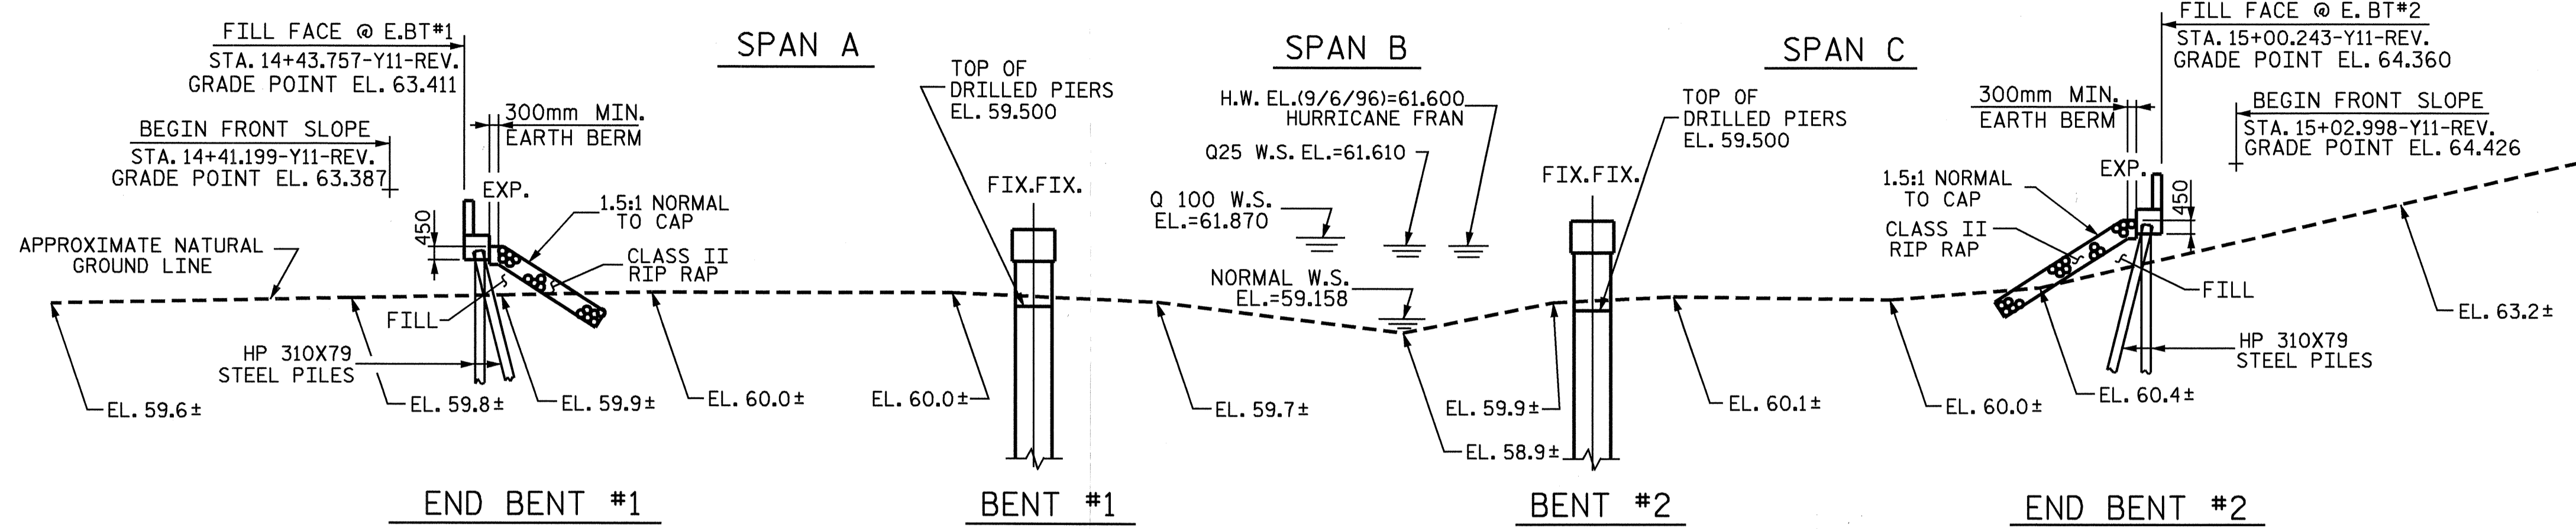 FILL FACE @ E.BT#1
STA. 14+43.757-Y11-REV.
GRADE POINT EL. 63.411
BEGIN FRONT SLOPE
STA. 14+41.199-Y11-REV.
GRADE POINT EL. 63.387
300mm MIN.
EARTH BERM
EXP.
450
1.5:1 NORMAL
TO CAP
CLASS II
RIP RAP
APPROXIMATE NATURAL
GROUND LINE
FILL
HP 310X79
STEEL PILES
EL. 59.6±
EL. 59.8±
EL. 59.9±
EL. 60.0±
END BENT #1
SPAN A
TOP OF
DRILLED PIERS
EL. 59.500
FIX.FIX.
EL. 60.0±
BENT #1
SPAN B
H.W. EL.(9/6/96)=61.600
HURRICANE FRAN
Q25 W.S. EL.=61.610
Q 100 W.S.
EL.=61.870
NORMAL W.S.
EL.=59.158
EL. 59.7±
EL. 58.9±
EL. 59.9±
TOP OF
DRILLED PIERS
EL. 59.500
FIX.FIX.
BENT #2
SPAN C
EL. 60.1±
EL. 60.0±
EL. 60.4±
EL. 63.2±
FILL FACE @ E. BT#2
STA. 15+00.243-Y11-REV.
GRADE POINT EL. 64.360
300mm MIN.
EARTH BERM
BEGIN FRONT SLOPE
STA. 15+02.998-Y11-REV.
GRADE POINT EL. 64.426
EXP.
450
1.5:1 NORMAL
TO CAP
CLASS II
RIP RAP
FILL
HP 310X79
STEEL PILES
END BENT #2